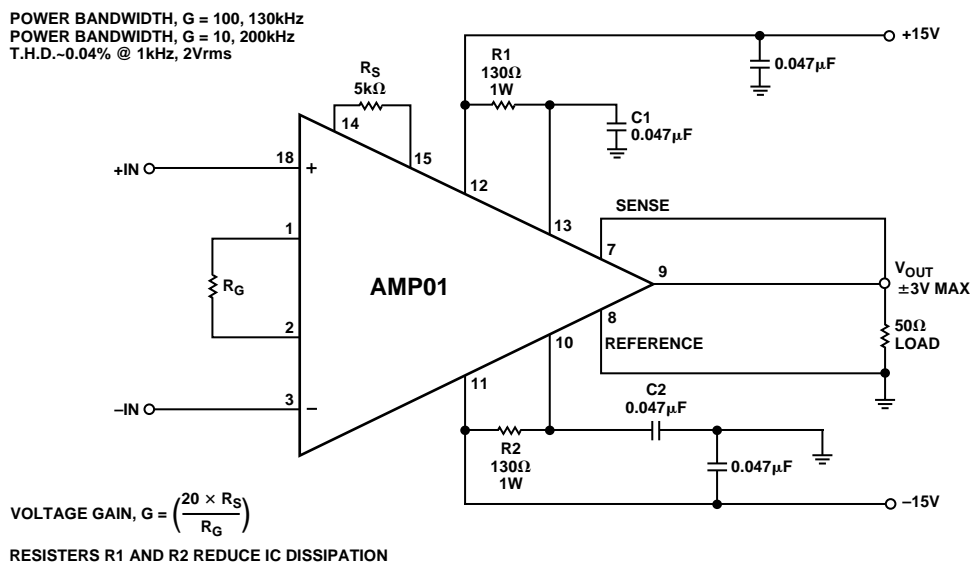 POWER BANDWIDTH, G = 100, 130kHz
POWER BANDWIDTH, G = 10, 200kHz
T.H.D.~0.04% @ 1kHz, 2Vrms
RS
5kΩ
14
15
R1
130Ω
1W
+15V
0.047μF
C1
0.047μF
+IN
18
+
12
13
SENSE
7
1
RG
AMP01
9
VOUT
±3V MAX
2
8
REFERENCE
50Ω
LOAD
10
–IN
3
–
11
C2
0.047μF
R2
130Ω
1W
0.047μF
–15V
VOLTAGE GAIN, G = (20 × RS / RG)
RESISTERS R1 AND R2 REDUCE IC DISSIPATION